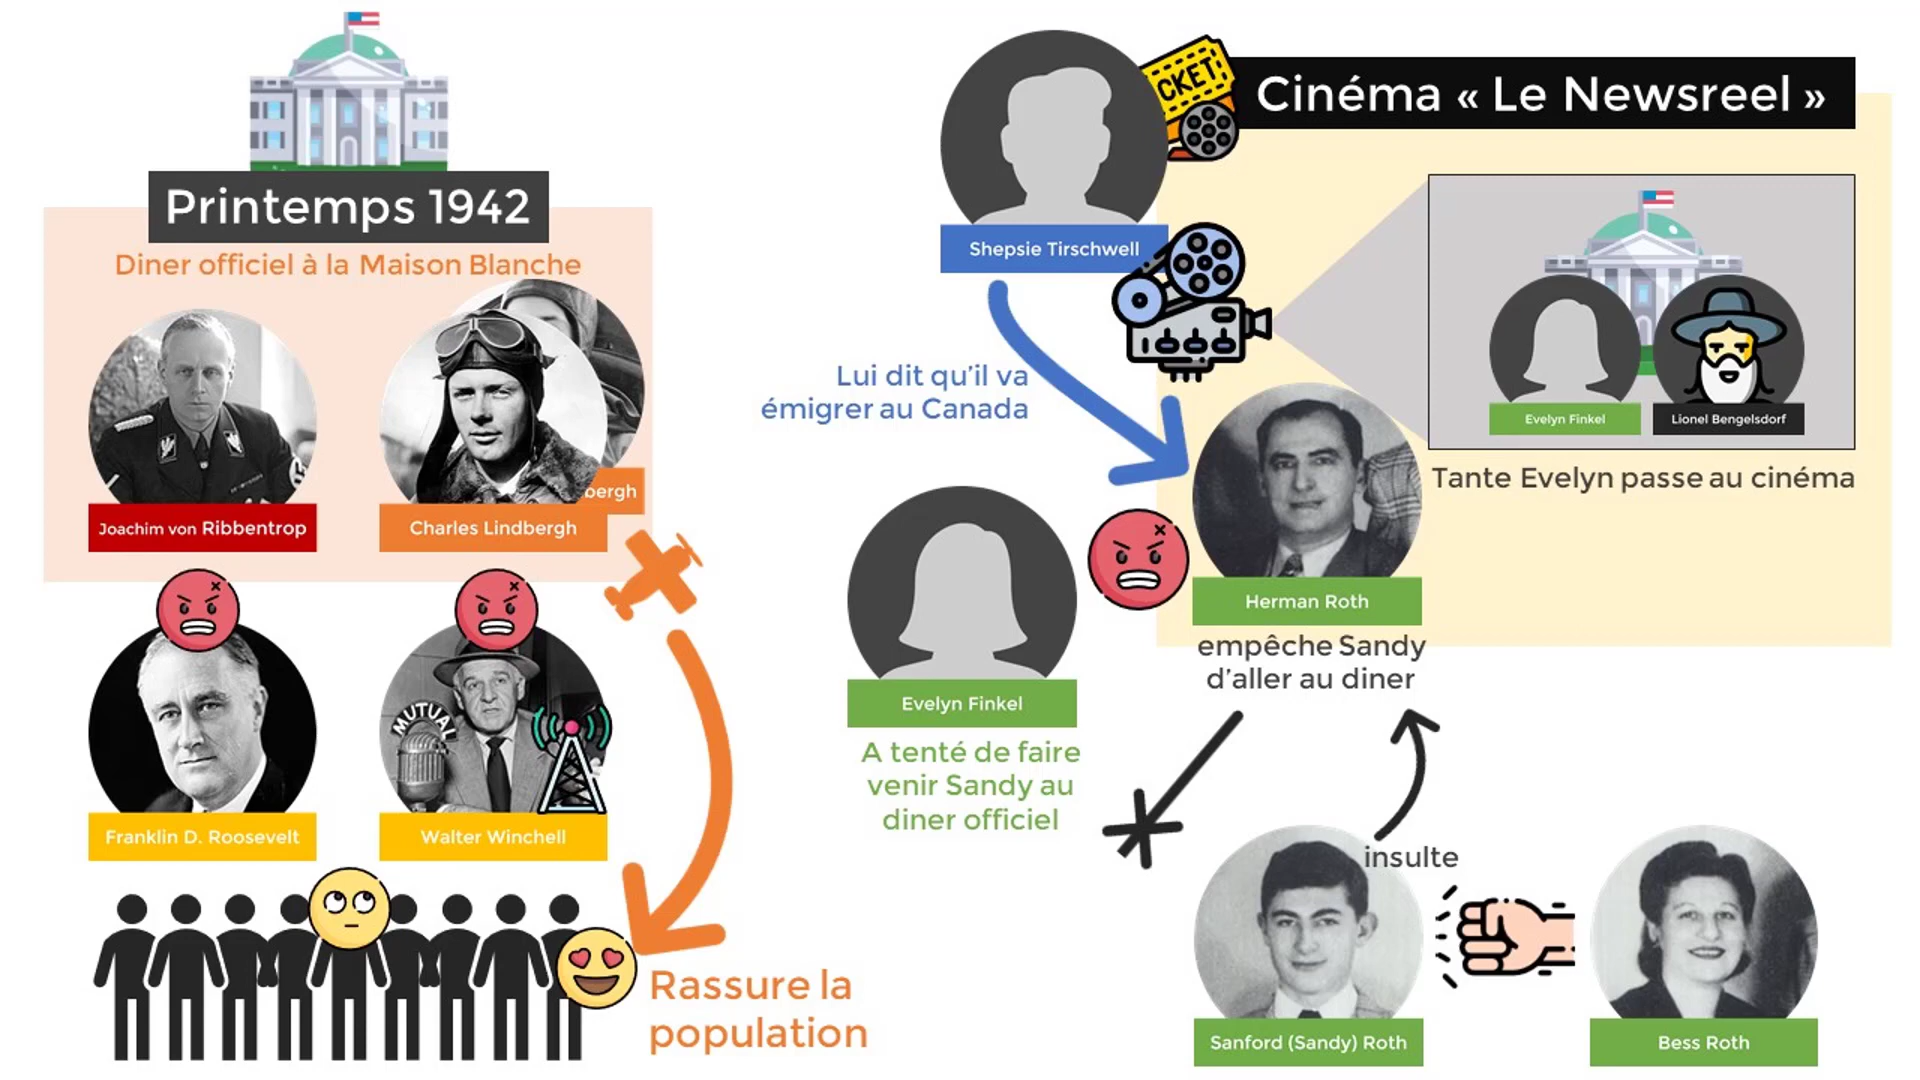 Printemps 1942
Diner officiel à la Maison Blanche
Joachim von Ribbentrop
bergh
Charles Lindbergh
MUTUAL
Franklin D. Roosevelt
Walter Winchell
Rassure la
population
CKET
Cinéma « Le Newsreel »
Shepsie Tirschwell
Lui dit qu'il va
émigrer au Canada
Evelyn Finkel
Lionel Bengelsdorf
Tante Evelyn passe au cinéma
Herman Roth
empêche Sandy
d'aller au diner
Evelyn Finkel
A tenté de faire
venir Sandy au
diner officiel
insulte
Sanford (Sandy) Roth
Bess Roth